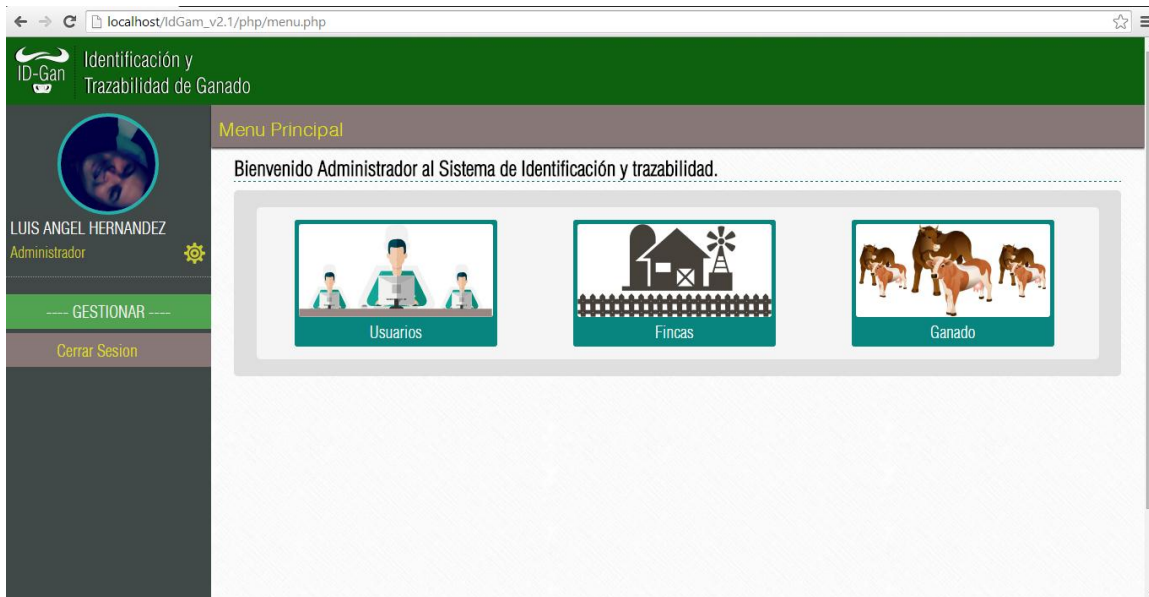 localhost/IdGam_v2.1/php/menu.php
ID-Gan
Identificación y
Trazabilidad de Ganado
Menu Principal
Bienvenido Administrador al Sistema de Identificación y trazabilidad.
LUIS ANGEL HERNANDEZ
Administrador
---- GESTIONAR ----
Cerrar Sesion
Usuarios
Fincas
Ganado